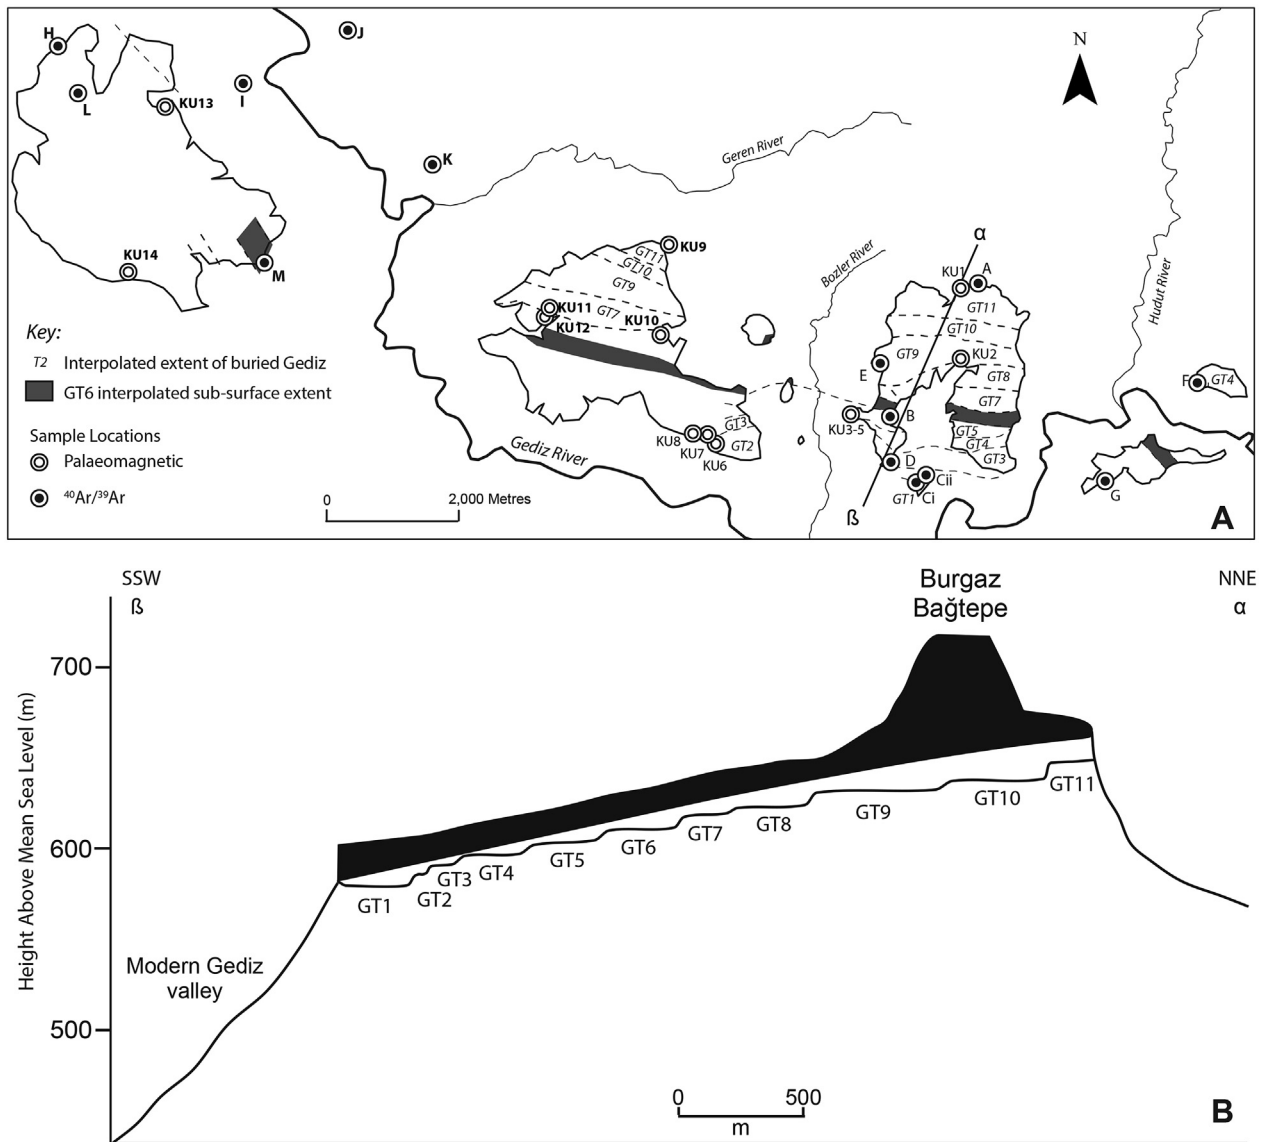 H
J
N
L
KU13
I
K
Geren River
KU14
M
KU9
GT11
GT10
GT9
GT7
KU11
KU12
KU10
Bozler River
α
KU1
A
GT11
GT10
Hudut River
Key:
T2 Interpolated extent of buried Gediz
GT6 interpolated sub-surface extent
Sample Locations
Palaeomagnetic
⁴⁰Ar/³⁹Ar
E
GT9
KU2
GT8
GT7
F
GT4
KU3-5
B
GT5
GT4
GT3
GT3
GT2
KU8
KU7
KU6
Gediz River
D
Cii
Ci
GT1
G
ß
0
2,000 Metres
A
SSW
ß
Burgaz
Bağtepe
NNE
α
Height Above Mean Sea Level (m)
700
600
500
GT1
GT2
GT3
GT4
GT5
GT6
GT7
GT8
GT9
GT10
GT11
Modern Gediz
valley
0
500
m
B